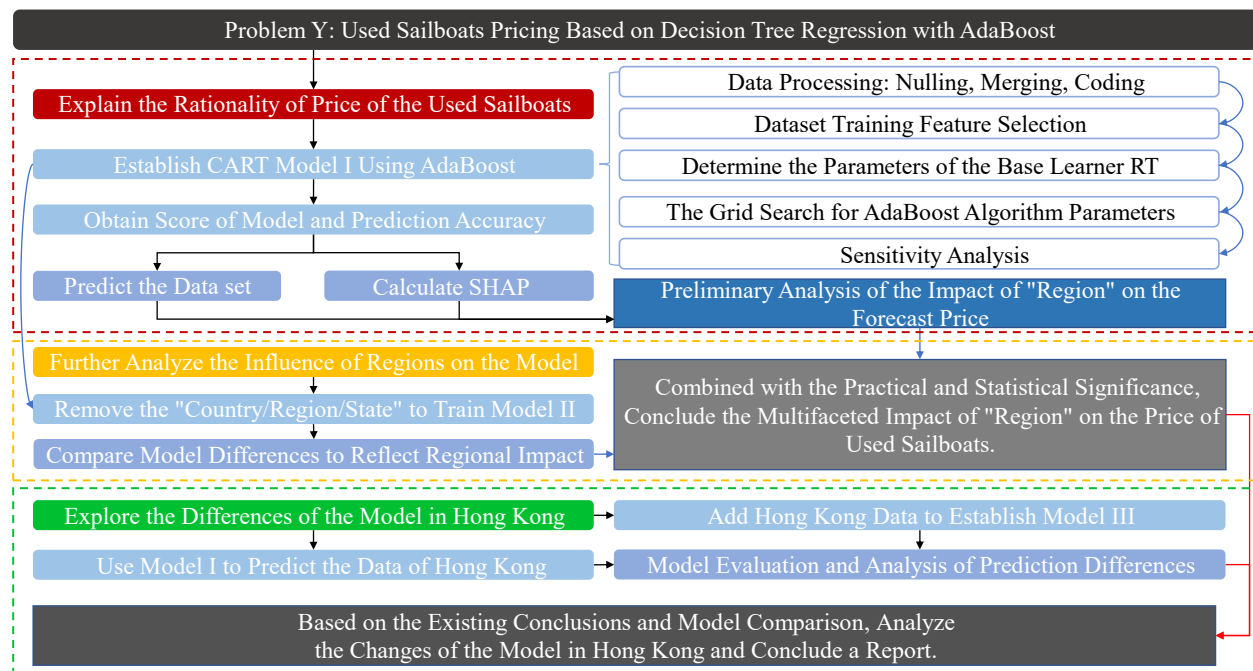 Problem Y: Used Sailboats Pricing Based on Decision Tree Regression with AdaBoost
Explain the Rationality of Price of the Used Sailboats
Establish CART Model I Using AdaBoost
Obtain Score of Model and Prediction Accuracy
Predict the Data set
Calculate SHAP
Data Processing: Nulling, Merging, Coding
Dataset Training Feature Selection
Determine the Parameters of the Base Learner RT
The Grid Search for AdaBoost Algorithm Parameters
Sensitivity Analysis
Preliminary Analysis of the Impact of "Region" on the
Forecast Price
Further Analyze the Influence of Regions on the Model
Remove the "Country/Region/State" to Train Model II
Compare Model Differences to Reflect Regional Impact
Combined with the Practical and Statistical Significance,
Conclude the Multifaceted Impact of "Region" on the Price of
Used Sailboats.
Explore the Differences of the Model in Hong Kong
Add Hong Kong Data to Establish Model III
Use Model I to Predict the Data of Hong Kong
Model Evaluation and Analysis of Prediction Differences
Based on the Existing Conclusions and Model Comparison, Analyze
the Changes of the Model in Hong Kong and Conclude a Report.